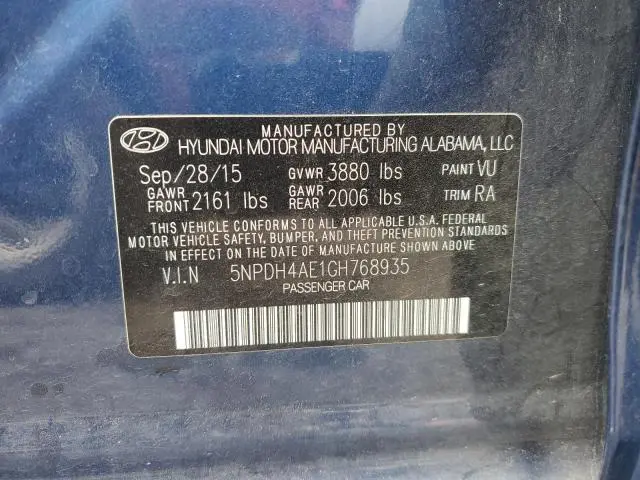 MANUFACTURED BY
HYUNDAI MOTOR MANUFACTURING ALABAMA, LLC
Sep/28/15 GVWR 3880 lbs PAINT VU
GAWR FRONT 2161 lbs GAWR REAR 2006 lbs TRIM RA
THIS VEHICLE CONFORMS TO ALL APPLICABLE U.S.A. FEDERAL
MOTOR VEHICLE SAFETY, BUMPER, AND THEFT PREVENTION
STANDARDS IN EFFECT ON THE DATE OF MANUFACTURE SHOWN ABOVE
V.I.N 5NPDH4AE1GH768935
PASSENGER CAR